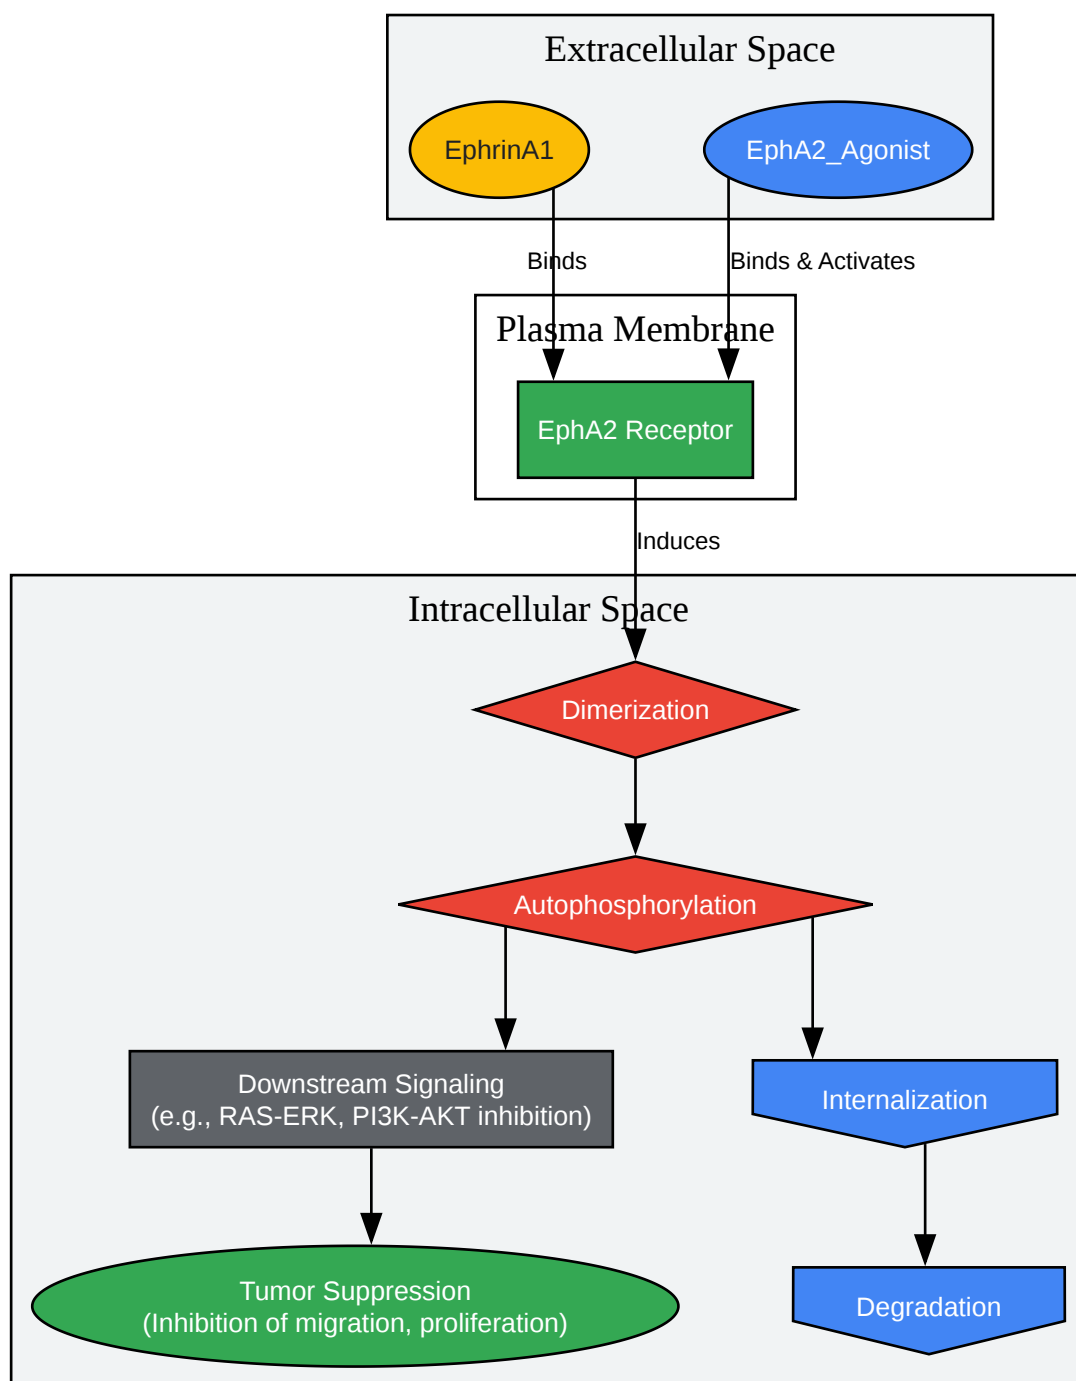 Extracellular Space
EphrinA1
EphA2_Agonist
Binds
Binds & Activates
Plasma Membrane
EphA2 Receptor
Induces
Intracellular Space
Dimerization
Autophosphorylation
Downstream Signaling
(e.g., RAS-ERK, PI3K-AKT inhibition)
Internalization
Tumor Suppression
(Inhibition of migration, proliferation)
Degradation